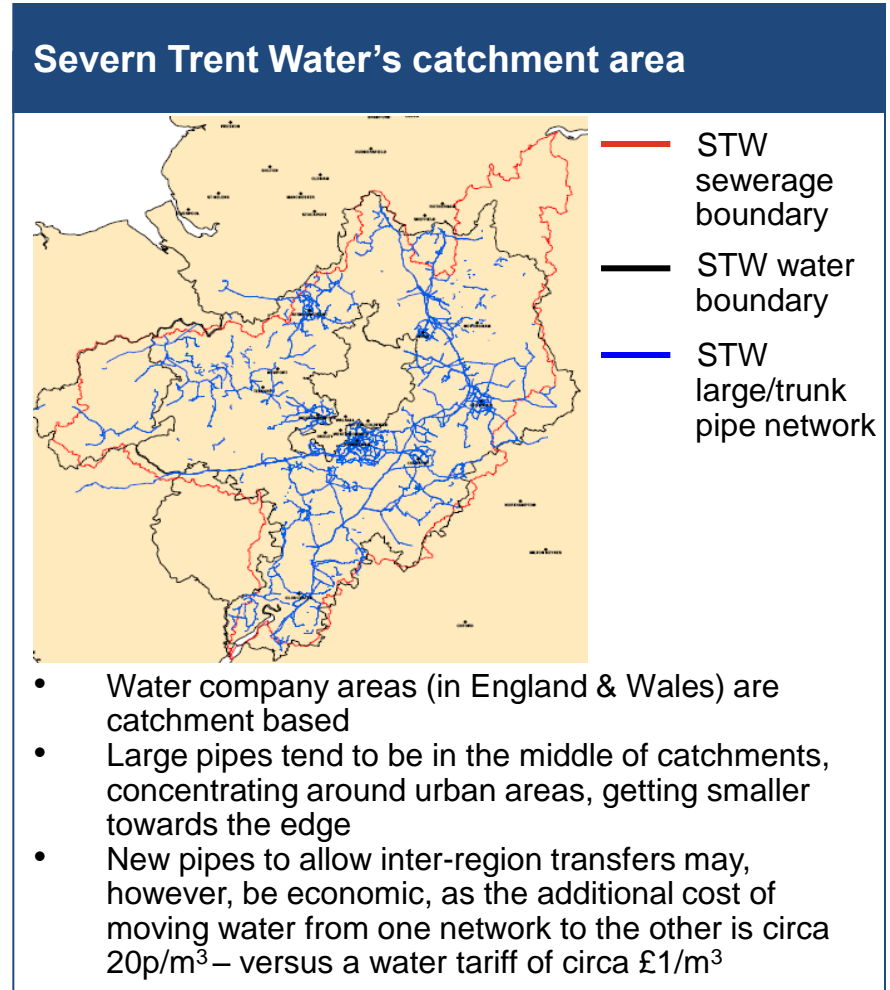 Severn Trent Water’s catchment area
STW
sewerage
boundary
STW water
boundary
STW
large/trunk
pipe network
• Water company areas (in England & Wales) are
catchment based
• Large pipes tend to be in the middle of catchments,
concentrating around urban areas, getting smaller
towards the edge
• New pipes to allow inter-region transfers may,
however, be economic, as the additional cost of
moving water from one network to the other is circa
20p/m³ – versus a water tariff of circa £1/m³